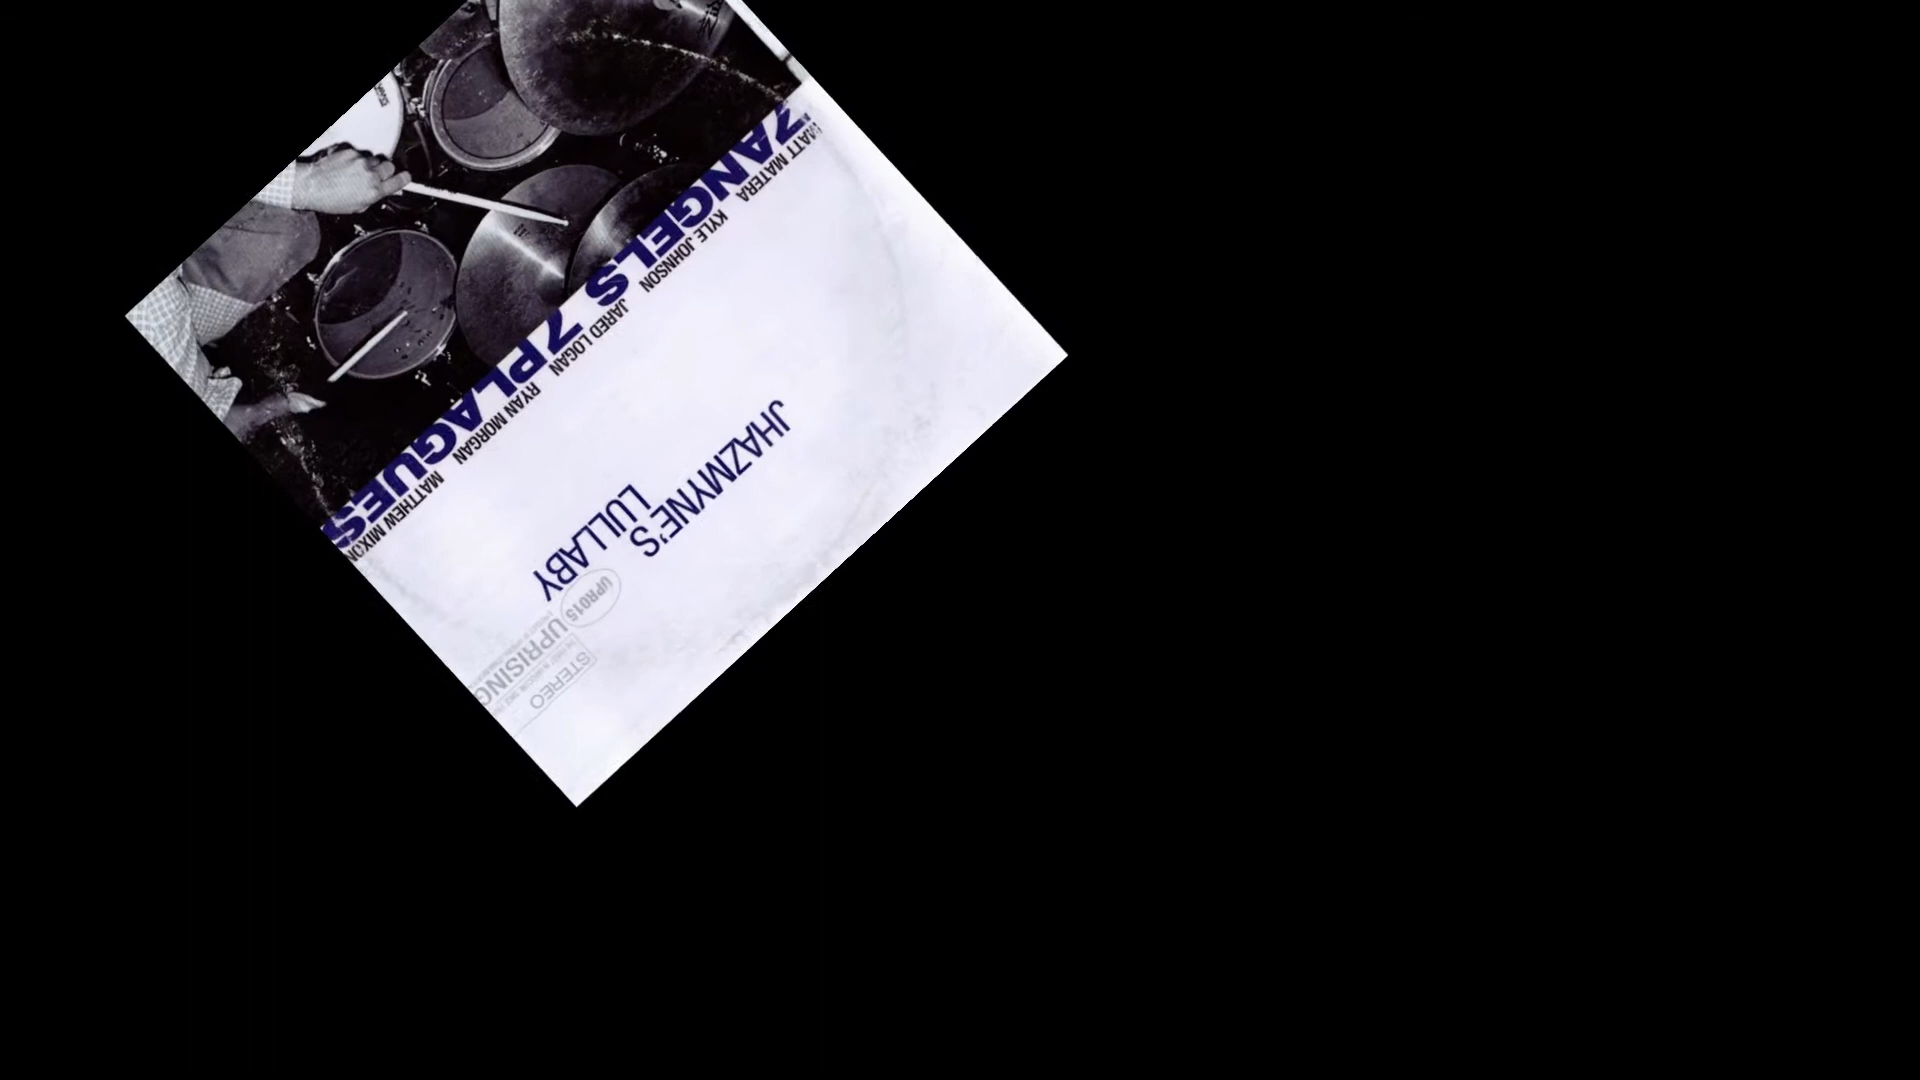 7ANGELS 7PLAGUES
MATT MATERA KYLE JOHNSON JARED LOGAN RYAN MORGAN MATTHEW MIXON
JHAZMYNE'S
LULLABY
UPR015
UPRISING
STEREO